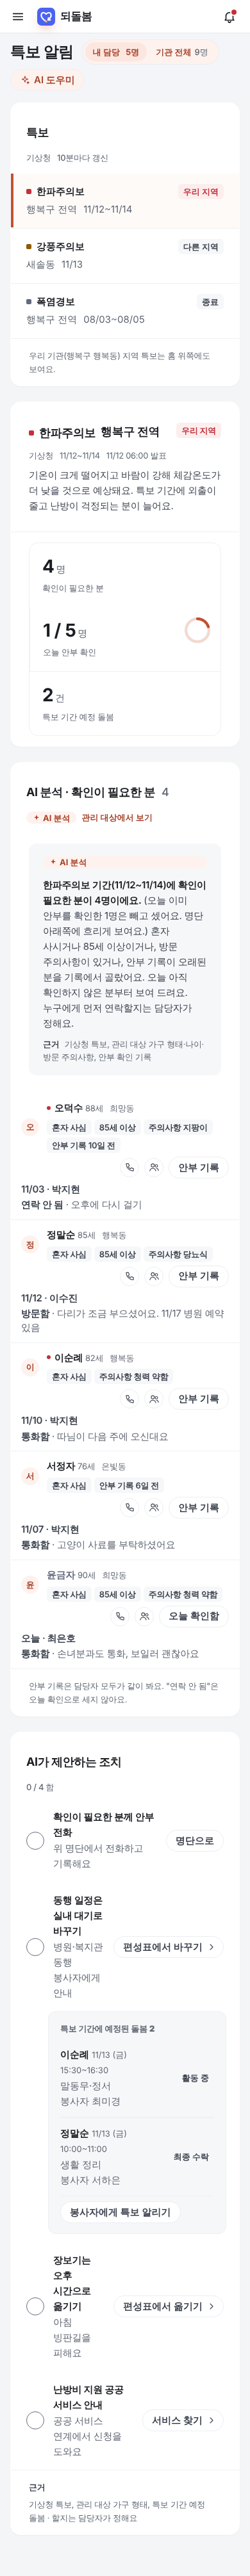 되돌봄
특보 알림
내 담당 5명
기관 전체 9명
AI 도우미
특보
기상청 10분마다 갱신
한파주의보
우리 지역
행복구 전역 11/12~11/14
강풍주의보
다른 지역
새솔동 11/13
폭염경보
종료
행복구 전역 08/03~08/05
우리 기관(행복구 행복동) 지역 특보는 홈 위쪽에도
보여요.
한파주의보 행복구 전역
우리 지역
기상청 11/12~11/14 11/12 06:00 발표
기온이 크게 떨어지고 바람이 강해 체감온도가
더 낮을 것으로 예상돼요. 특보 기간에 외출이
줄고 난방이 걱정되는 분이 늘어요.
4명
확인이 필요한 분
1 / 5명
오늘 안부 확인
2건
특보 기간 예정 돌봄
AI 분석 · 확인이 필요한 분 4
AI 분석 관리 대상에서 보기
AI 분석
한파주의보 기간(11/12~11/14)에 확인이
필요한 분이 4명이에요. (오늘 이미
안부를 확인한 1명은 빼고 셌어요. 명단
아래쪽에 흐리게 보여요.) 혼자
사시거나 85세 이상이거나, 방문
주의사항이 있거나, 안부 기록이 오래된
분을 기록에서 골랐어요. 오늘 아직
확인하지 않은 분부터 보여 드려요.
누구에게 먼저 연락할지는 담당자가
정해요.
근거 기상청 특보, 관리 대상 가구 형태·나이·
방문 주의사항, 안부 확인 기록
오
오덕수 88세 희망동
혼자 사심 85세 이상 주의사항 지팡이
안부 기록 10일 전
안부 기록
11/03 · 박지현
연락 안 됨 · 오후에 다시 걸기
정
정말순 85세 행복동
혼자 사심 85세 이상 주의사항 당뇨식
안부 기록
11/12 · 이수진
방문함 · 다리가 조금 부으셨어요. 11/17 병원 예약
있음
이
이순례 82세 행복동
혼자 사심 주의사항 청력 약함
안부 기록
11/10 · 박지현
통화함 · 따님이 다음 주에 오신대요
서
서정자 76세 은빛동
혼자 사심 안부 기록 6일 전
안부 기록
11/07 · 박지현
통화함 · 고양이 사료를 부탁하셨어요
윤
윤금자 90세 희망동
혼자 사심 85세 이상 주의사항 청력 약함
오늘 확인함
오늘 · 최은호
통화함 · 손녀분과도 통화, 보일러 괜찮아요
안부 기록은 담당자 모두가 같이 봐요. "연락 안 됨"은
오늘 확인으로 세지 않아요.
AI가 제안하는 조치
0 / 4 함
확인이 필요한 분께 안부
전화
위 명단에서 전화하고
기록해요
명단으로
동행 일정은
실내 대기로
바꾸기
병원·복지관
동행
봉사자에게
안내
편성표에서 바꾸기
특보 기간에 예정된 돌봄 2
이순례 11/13 (금)
15:30~16:30
말동무·정서
봉사자 최미경
활동 중
정말순 11/13 (금)
10:00~11:00
생활 정리
봉사자 서하은
최종 수락
봉사자에게 특보 알리기
장보기는
오후
시간으로
옮기기
아침
빙판길을
피해요
편성표에서 옮기기
난방비 지원 공공
서비스 안내
공공 서비스
연계에서 신청을
도와요
서비스 찾기
근거
기상청 특보, 관리 대상 가구 형태, 특보 기간 예정
돌봄 · 할지는 담당자가 정해요